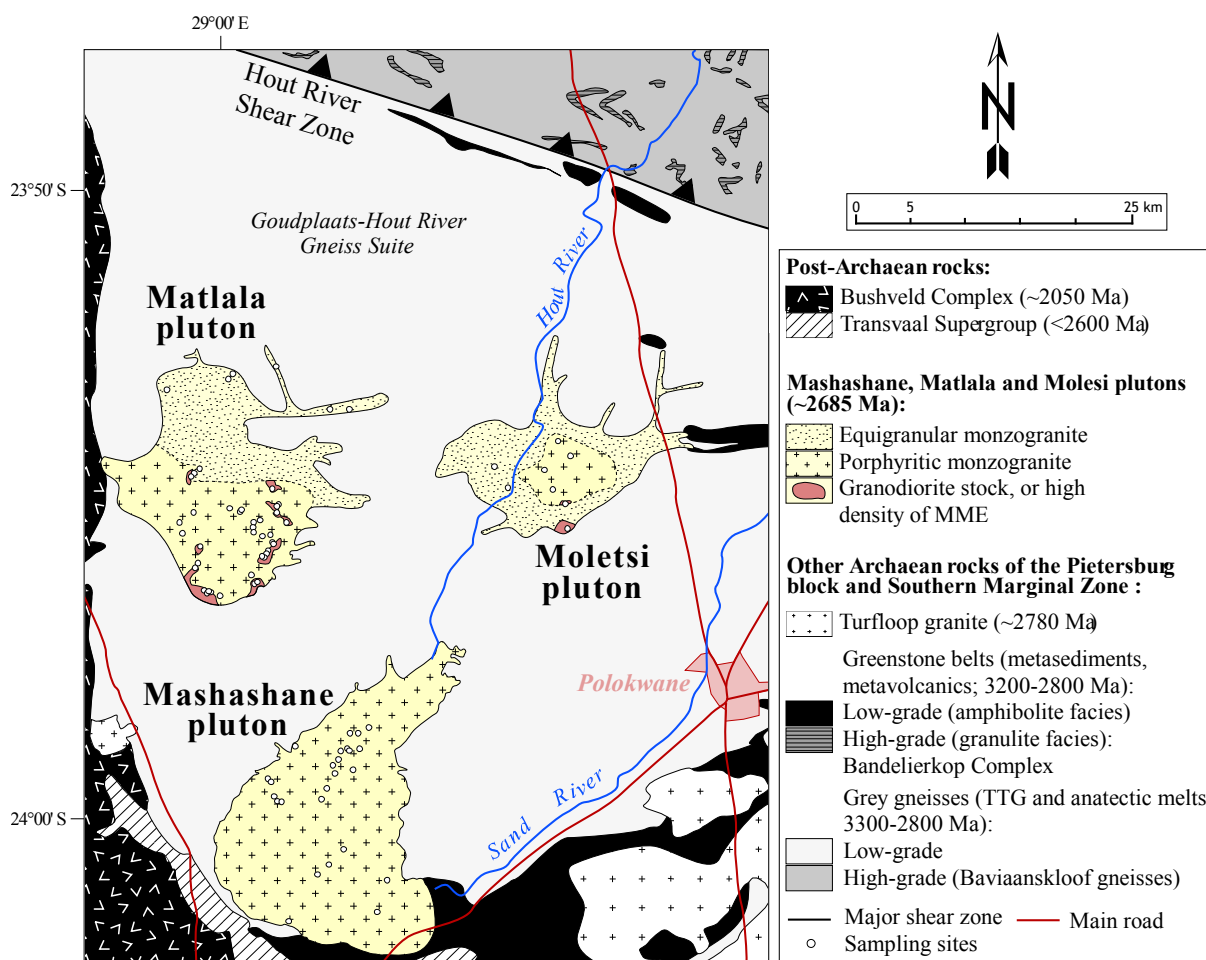 29°00' E
Hout River
Shear Zone
23°50' S
Goudplaats-Hout River
Gneiss Suite
Hout River
Matlala
pluton
Moletsi
pluton
Mashashane
pluton
Polokwane
Sand River
24°00' S
N
0 5 25 km
Post-Archaean rocks:
Bushveld Complex (~2050 Ma)
Transvaal Supergroup (<2600 Ma)
Mashashane, Matlala and Molesi plutons
(~2685 Ma):
Equigranular monzogranite
Porphyritic monzogranite
Granodiorite stock, or high
density of MME
Other Archaean rocks of the Pietersburg
block and Southern Marginal Zone :
Turfloop granite (~2780 Ma)
Greenstone belts (metasediments,
metavolcanics; 3200-2800 Ma):
Low-grade (amphibolite facies)
High-grade (granulite facies):
Bandelierkop Complex
Grey gneisses (TTG and anatectic melts
3300-2800 Ma):
Low-grade
High-grade (Baviaanskloof gneisses)
Major shear zone
Main road
Sampling sites